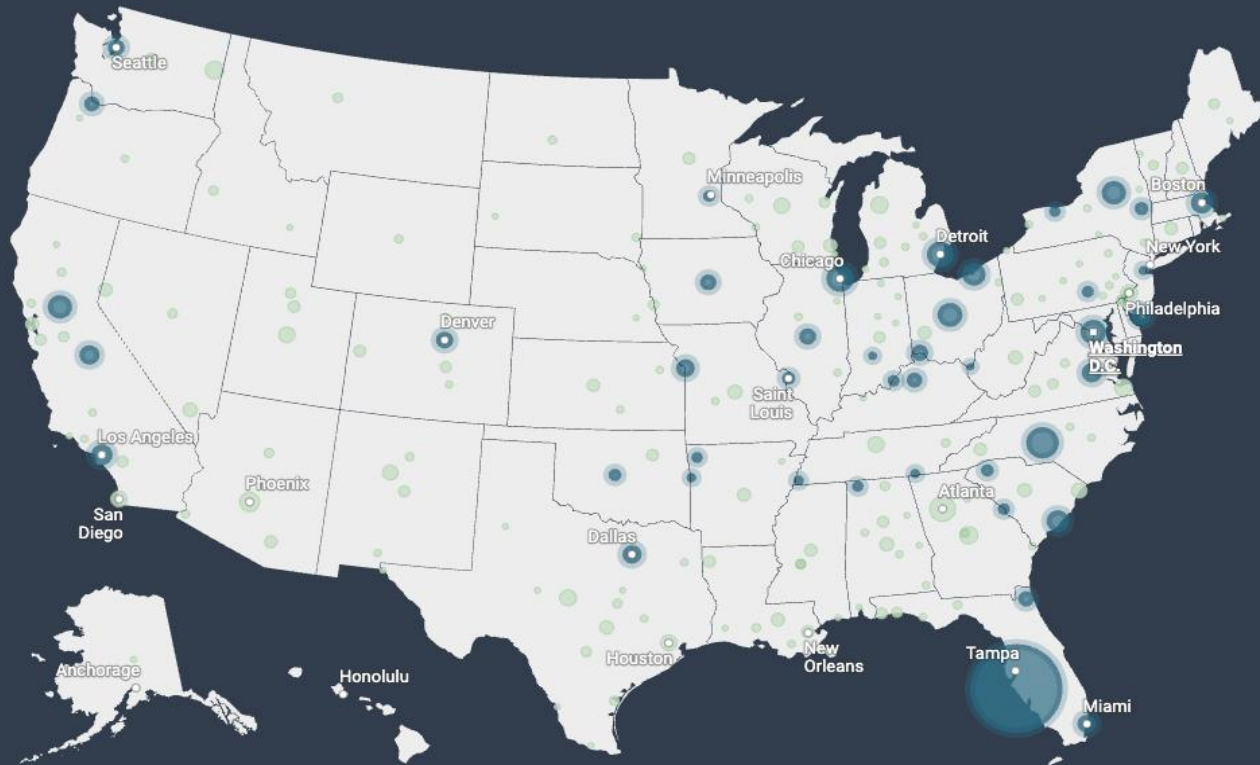 Seattle
Minneapolis
Boston
Detroit
New York
Chicago
Philadelphia
Denver
Washington
D.C.
Saint
Louis
Los Angeles
Phoenix
Atlanta
San
Diego
Dallas
Houston
New
Orleans
Tampa
Anchorage
Honolulu
Miami